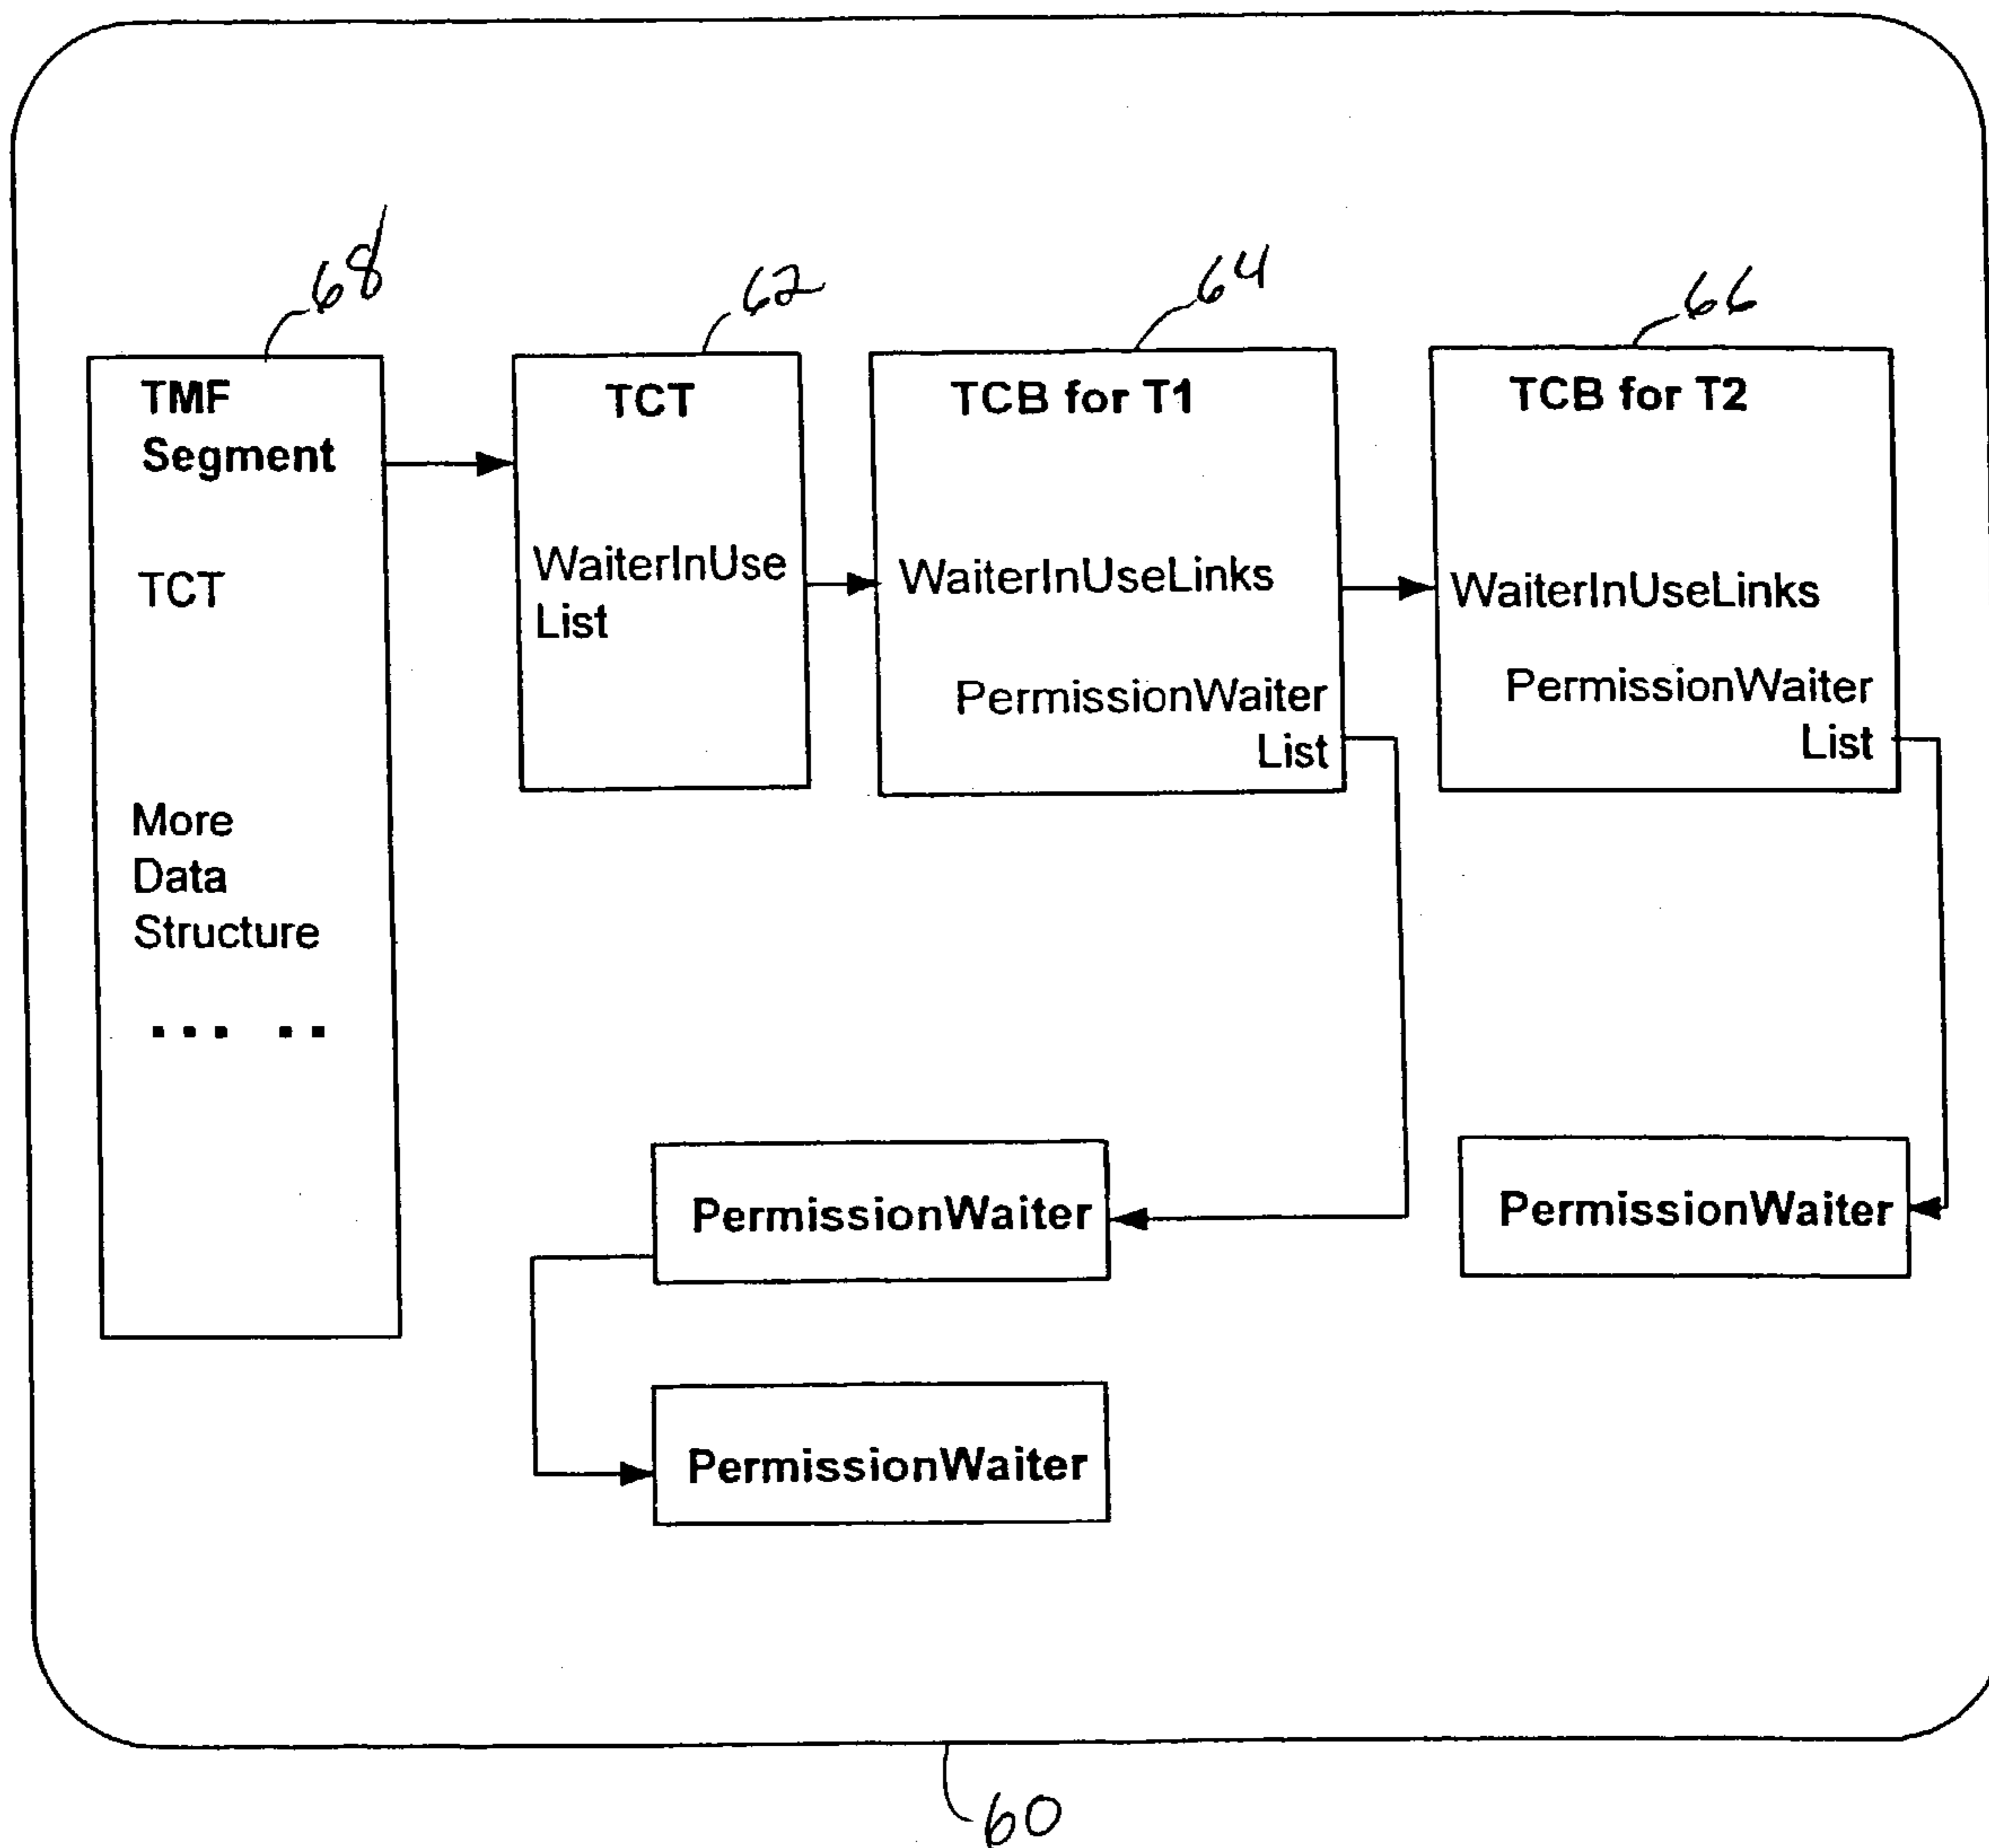 68
62
64
66
TMF
Segment
TCT
More
Data
Structure
... ..
TCT
WaiterInUse
List
TCB for T1
WaiterInUseLinks
PermissionWaiter
List
TCB for T2
WaiterInUseLinks
PermissionWaiter
List
PermissionWaiter
PermissionWaiter
PermissionWaiter
60